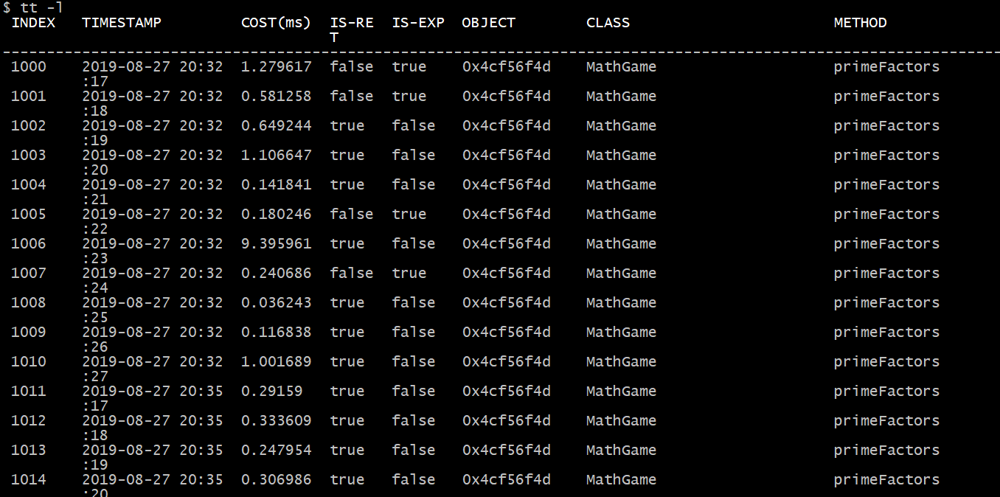 $ tt -l
INDEX TIMESTAMP COST(ms) IS-RE IS-EXP OBJECT CLASS METHOD
T
--------------------------------------------------------------------------------------------------------------
1000 2019-08-27 20:32 1.279617 false true 0x4cf56f4d MathGame primeFactors
:17
1001 2019-08-27 20:32 0.581258 false true 0x4cf56f4d MathGame primeFactors
:18
1002 2019-08-27 20:32 0.649244 true false 0x4cf56f4d MathGame primeFactors
:19
1003 2019-08-27 20:32 1.106647 true false 0x4cf56f4d MathGame primeFactors
:20
1004 2019-08-27 20:32 0.141841 true false 0x4cf56f4d MathGame primeFactors
:21
1005 2019-08-27 20:32 0.180246 false true 0x4cf56f4d MathGame primeFactors
:22
1006 2019-08-27 20:32 9.395961 true false 0x4cf56f4d MathGame primeFactors
:23
1007 2019-08-27 20:32 0.240686 false true 0x4cf56f4d MathGame primeFactors
:24
1008 2019-08-27 20:32 0.036243 true false 0x4cf56f4d MathGame primeFactors
:25
1009 2019-08-27 20:32 0.116838 true false 0x4cf56f4d MathGame primeFactors
:26
1010 2019-08-27 20:32 1.001689 true false 0x4cf56f4d MathGame primeFactors
:27
1011 2019-08-27 20:35 0.29159 true false 0x4cf56f4d MathGame primeFactors
:17
1012 2019-08-27 20:35 0.333609 true false 0x4cf56f4d MathGame primeFactors
:18
1013 2019-08-27 20:35 0.247954 true false 0x4cf56f4d MathGame primeFactors
:19
1014 2019-08-27 20:35 0.306986 true false 0x4cf56f4d MathGame primeFactors
:20